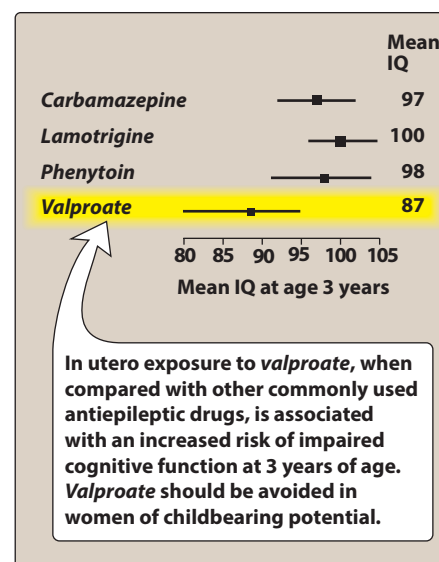 Mean
IQ
Carbamazepine 97
Lamotrigine 100
Phenytoin 98
Valproate 87
80 85 90 95 100 105
Mean IQ at age 3 years
In utero exposure to valproate, when
compared with other commonly used
antiepileptic drugs, is associated
with an increased risk of impaired
cognitive function at 3 years of age.
Valproate should be avoided in
women of childbearing potential.